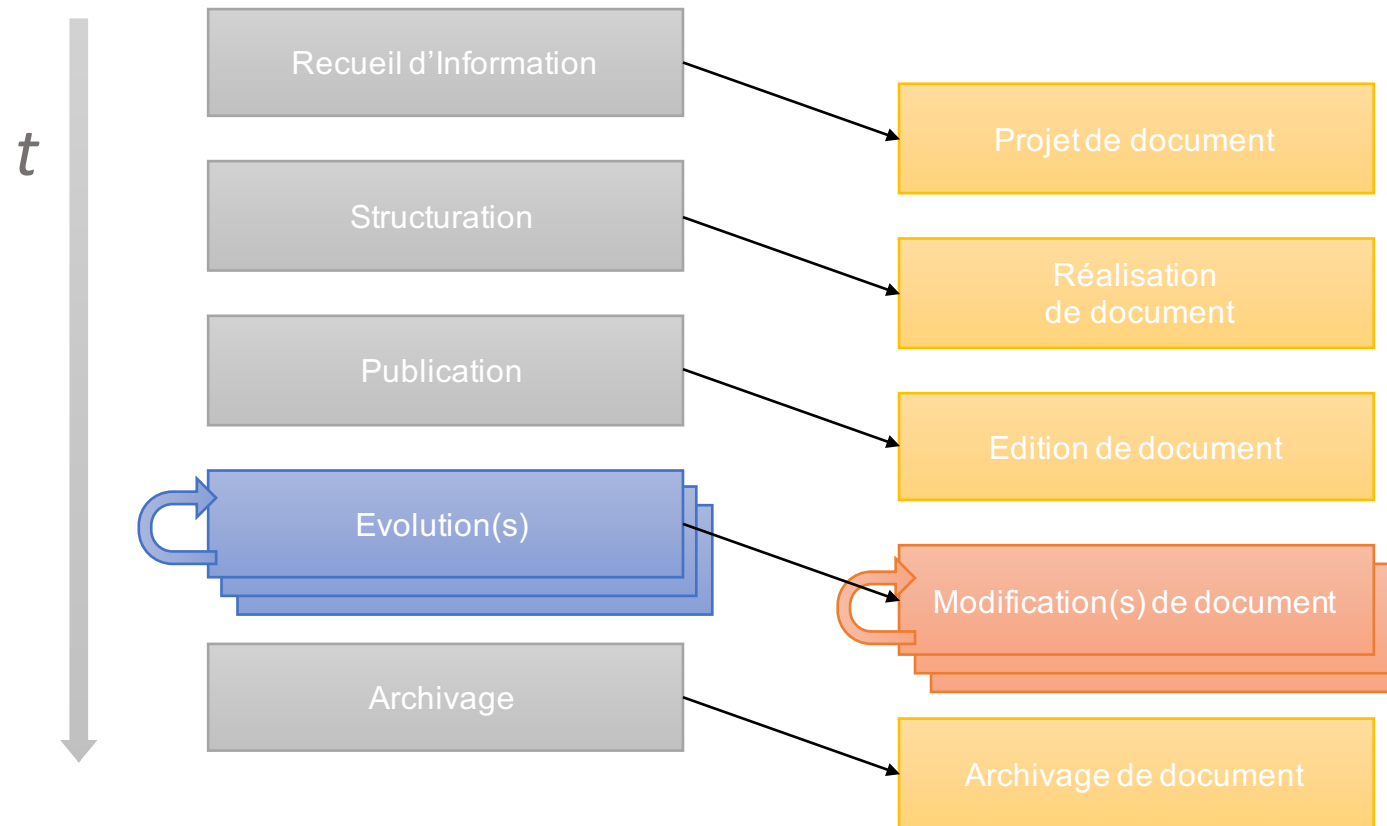 t
Recueil d’Information
Projet de document
Structuration
Réalisation
de document
Publication
Edition de document
Evolution(s)
Modification(s) de document
Archivage
Archivage de document